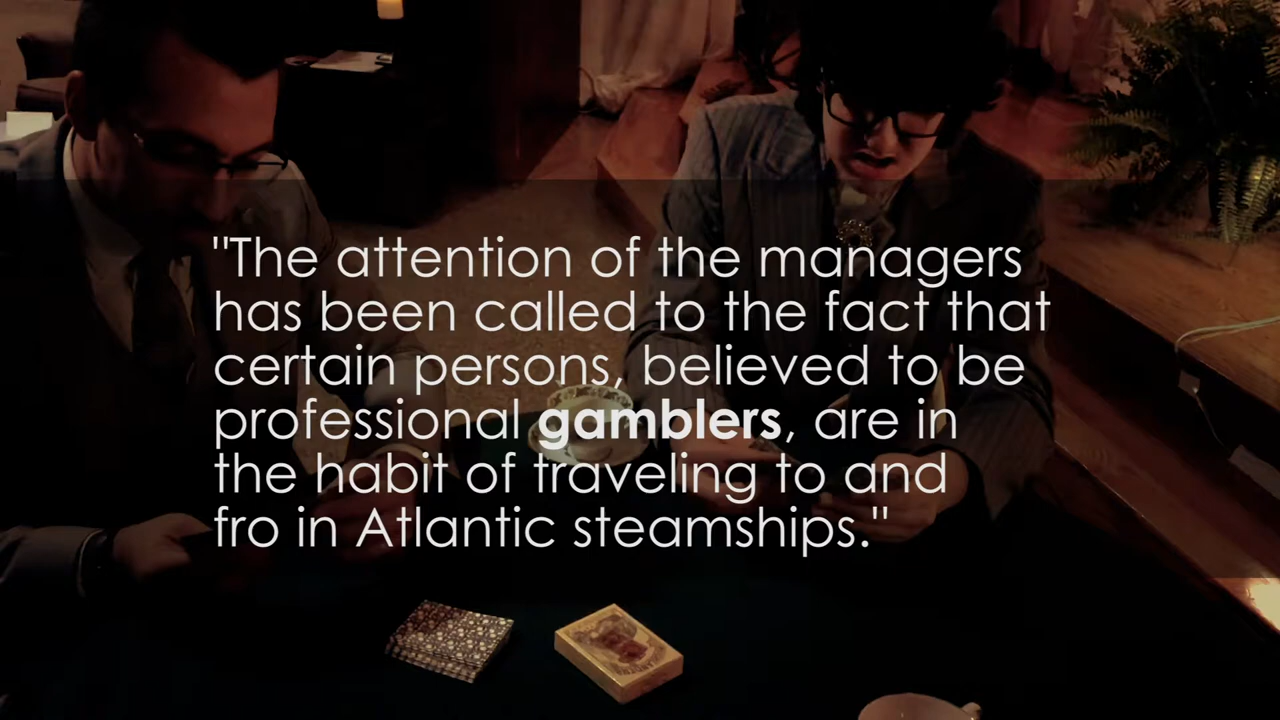 "The attention of the managers
has been called to the fact that
certain persons, believed to be
professional gamblers, are in
the habit of traveling to and
fro in Atlantic steamships."